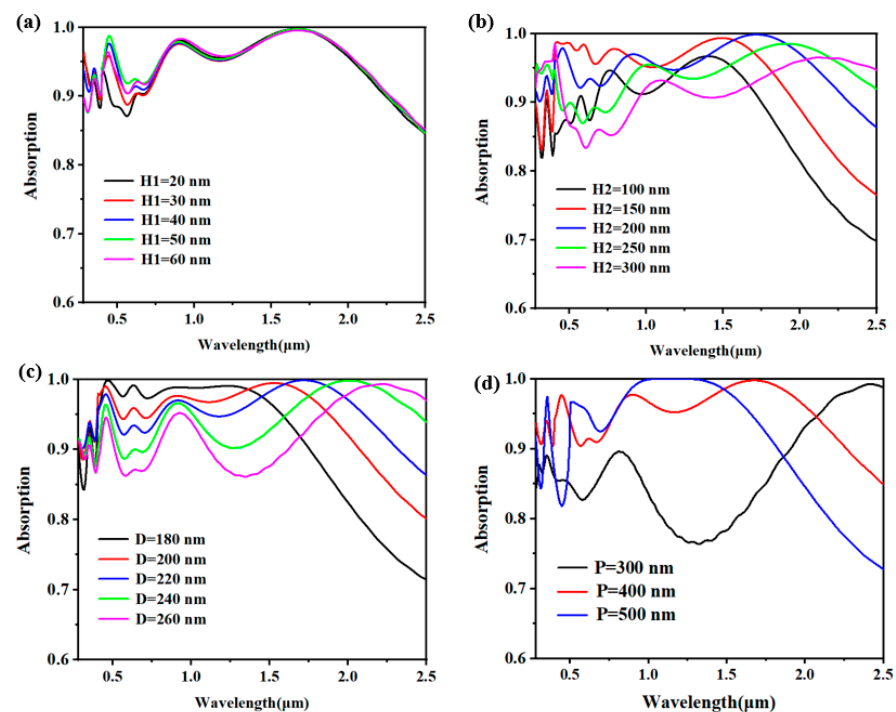 (a)
1.0
0.9
0.8
0.7
0.6
Absorption
H1=20 nm
H1=30 nm
H1=40 nm
H1=50 nm
H1=60 nm
0.5 1.0 1.5 2.0 2.5
Wavelength(μm)
(b)
1.0
0.9
0.8
0.7
0.6
Absorption
H2=100 nm
H2=150 nm
H2=200 nm
H2=250 nm
H2=300 nm
0.5 1.0 1.5 2.0 2.5
Wavelength(μm)
(c)
1.0
0.9
0.8
0.7
0.6
Absorption
D=180 nm
D=200 nm
D=220 nm
D=240 nm
D=260 nm
0.5 1.0 1.5 2.0 2.5
Wavelength(μm)
(d)
1.0
0.9
0.8
0.7
0.6
Absorption
P=300 nm
P=400 nm
P=500 nm
0.5 1.0 1.5 2.0 2.5
Wavelength(μm)